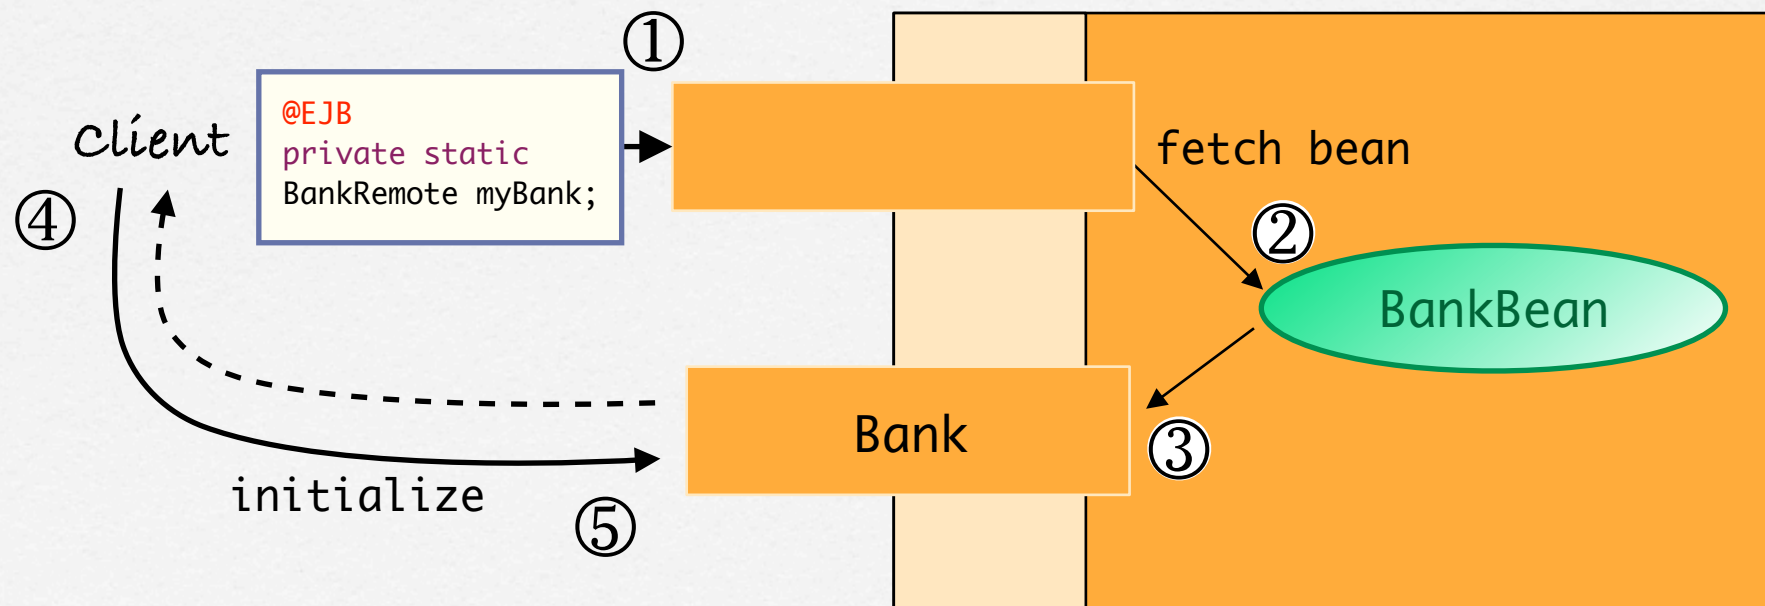 ①
Client
@EJB
private static
BankRemote myBank;
fetch bean
④
②
BankBean
Bank
③
initialize
⑤